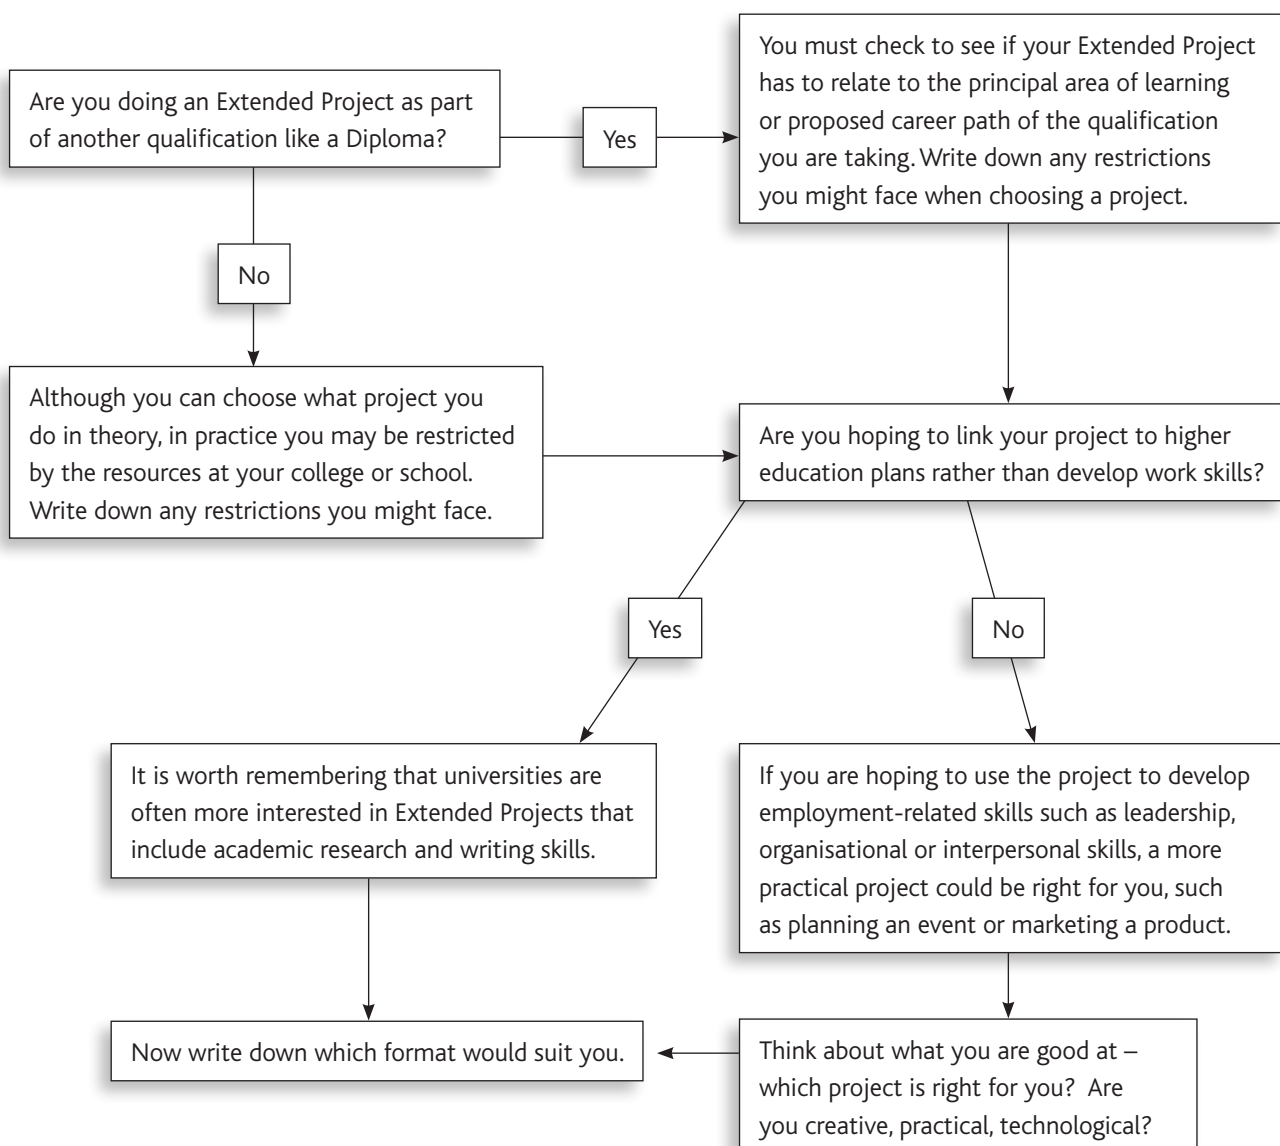 Are you doing an Extended Project as part
of another qualification like a Diploma?
Yes
You must check to see if your Extended Project
has to relate to the principal area of learning
or proposed career path of the qualification
you are taking. Write down any restrictions
you might face when choosing a project.
No
Although you can choose what project you
do in theory, in practice you may be restricted
by the resources at your college or school.
Write down any restrictions you might face.
Are you hoping to link your project to higher
education plans rather than develop work skills?
Yes
No
It is worth remembering that universities are
often more interested in Extended Projects that
include academic research and writing skills.
If you are hoping to use the project to develop
employment-related skills such as leadership,
organisational or interpersonal skills, a more
practical project could be right for you, such
as planning an event or marketing a product.
Now write down which format would suit you.
Think about what you are good at –
which project is right for you? Are
you creative, practical, technological?